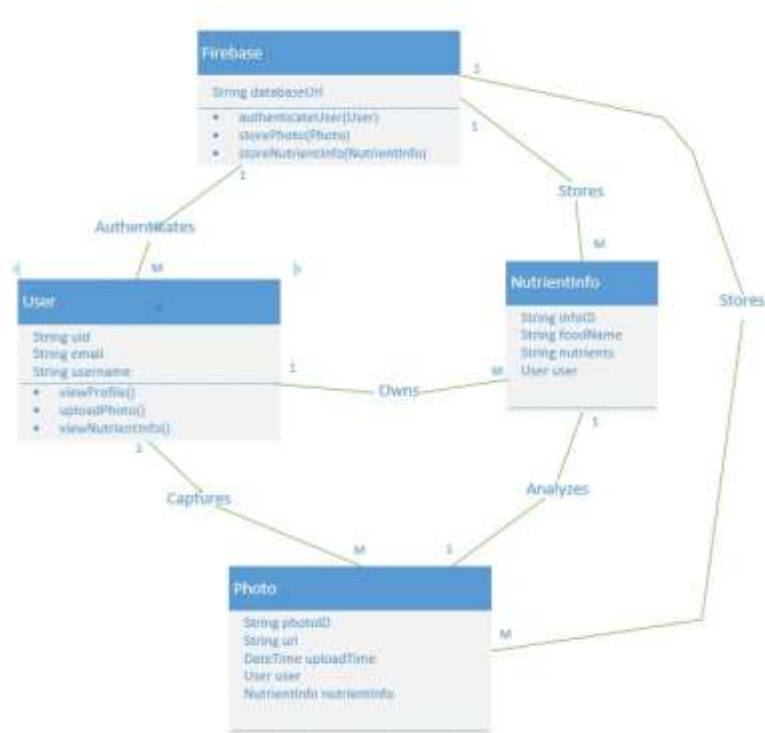 Firebase
String databaseUrl
• authenticateUser(User)
• storePhoto(Photo)
• storeNutrientInfo(NutrientInfo)
1
1
1
Stores
Authenticates
M
M
User
String uid
String email
String username
• viewProfile()
• uploadPhoto()
• viewNutrientInfo()
NutrientInfo
String infoID
String foodName
String nutrients
User user
Stores
1
Owns
M
1
1
Captures
Analyzes
M
1
Photo
String photoID
String url
DateTime uploadTime
User user
NutrientInfo nutrientInfo
M